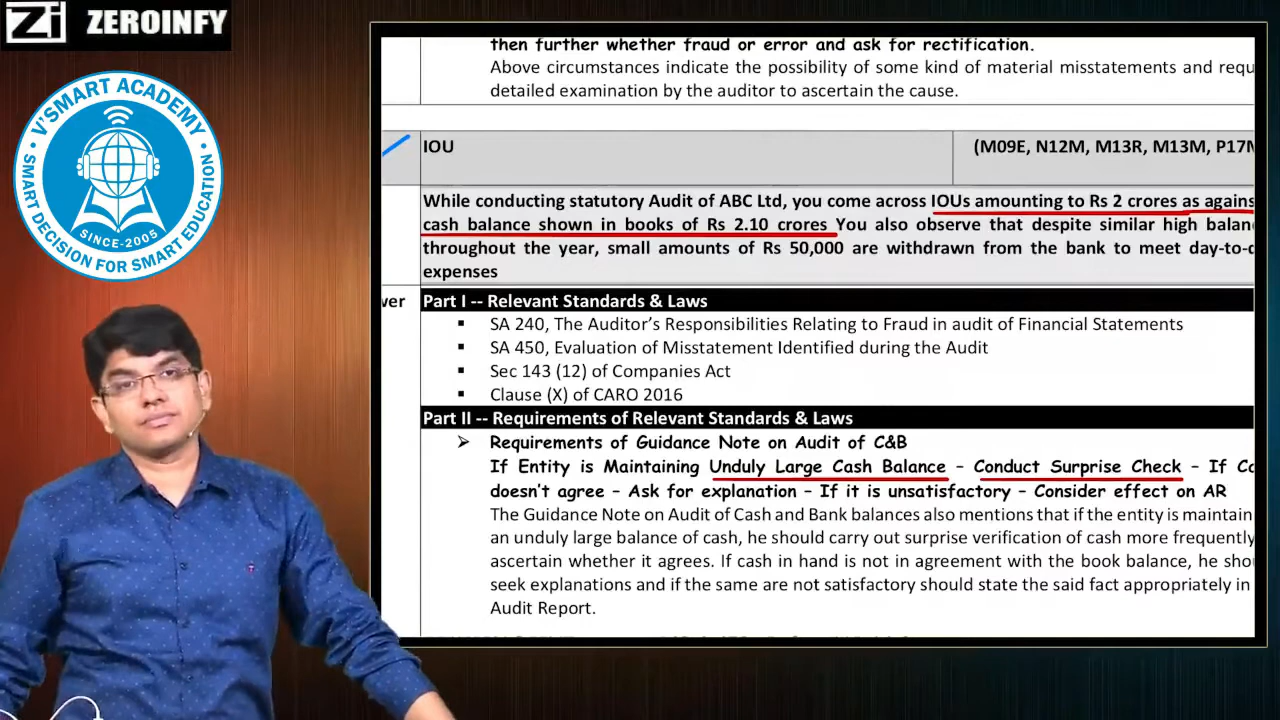 Zi ZEROINFY
V'SMART ACADEMY
SMART DECISION FOR SMART EDUCATION
SINCE-2005
then further whether fraud or error and ask for rectification.
Above circumstances indicate the possibility of some kind of material misstatements and requ
detailed examination by the auditor to ascertain the cause.
IOU (M09E, N12M, M13R, M13M, P17M
While conducting statutory Audit of ABC Ltd, you come across IOUs amounting to Rs 2 crores as agains
cash balance shown in books of Rs 2.10 crores You also observe that despite similar high balan
throughout the year, small amounts of Rs 50,000 are withdrawn from the bank to meet day-to-d
expenses
wer Part I -- Relevant Standards & Laws
▪ SA 240, The Auditor's Responsibilities Relating to Fraud in audit of Financial Statements
▪ SA 450, Evaluation of Misstatement Identified during the Audit
▪ Sec 143 (12) of Companies Act
▪ Clause (X) of CARO 2016
Part II -- Requirements of Relevant Standards & Laws
➢ Requirements of Guidance Note on Audit of C&B
If Entity is Maintaining Unduly Large Cash Balance – Conduct Surprise Check – If Co
doesn't agree – Ask for explanation – If it is unsatisfactory – Consider effect on AR
The Guidance Note on Audit of Cash and Bank balances also mentions that if the entity is maintain
an unduly large balance of cash, he should carry out surprise verification of cash more frequently
ascertain whether it agrees. If cash in hand is not in agreement with the book balance, he shou
seek explanations and if the same are not satisfactory should state the said fact appropriately in
Audit Report.